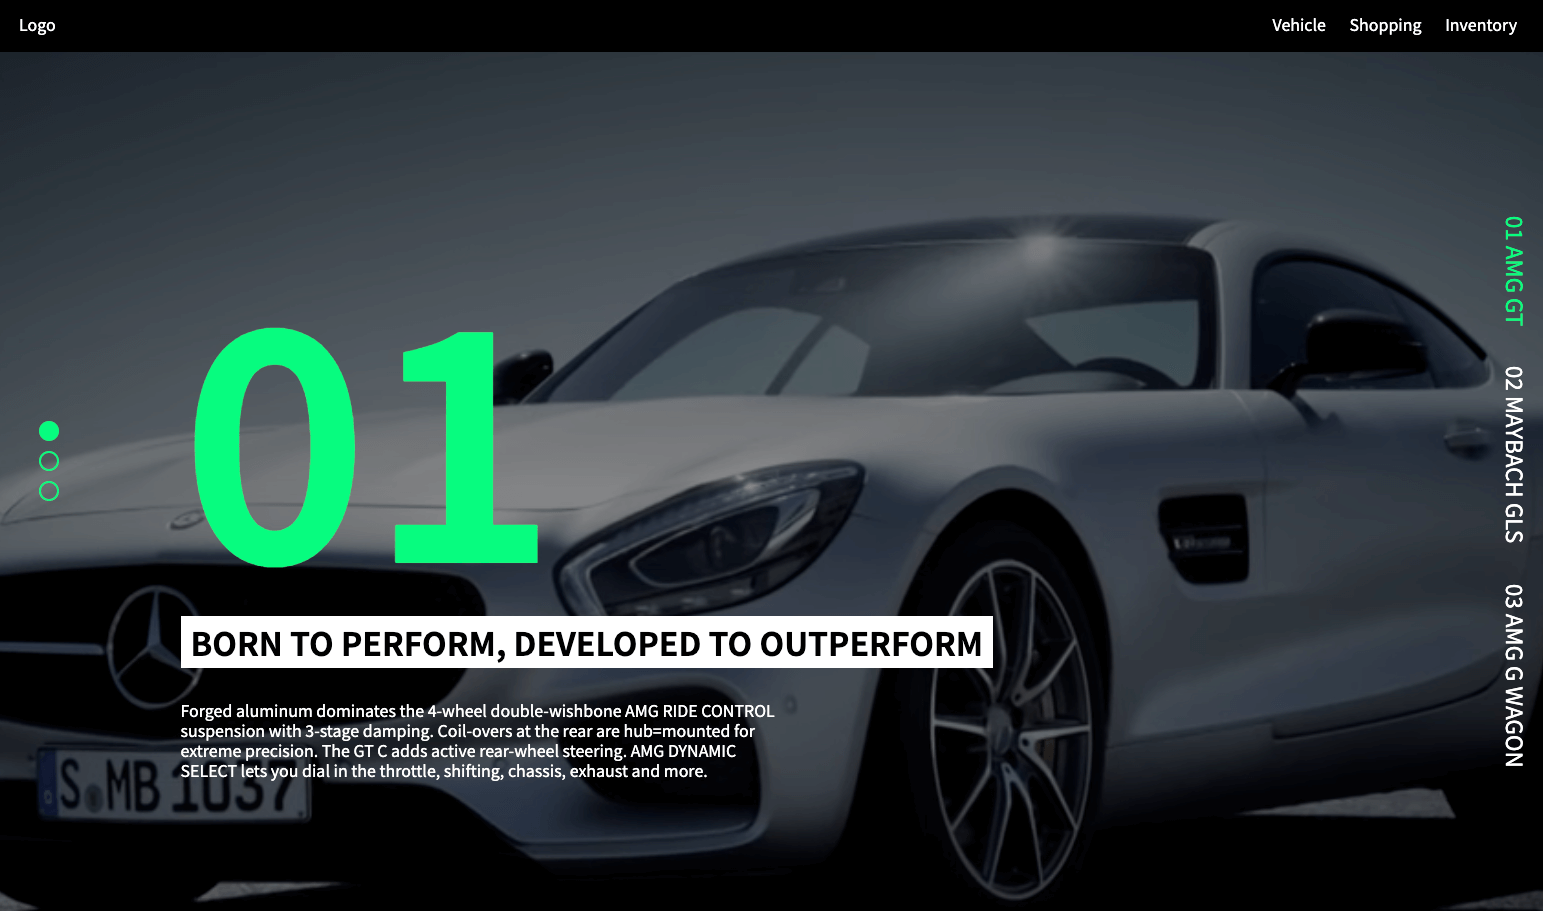 Logo
Vehicle Shopping Inventory
01
BORN TO PERFORM, DEVELOPED TO OUTPERFORM
Forged aluminum dominates the 4-wheel double-wishbone AMG RIDE CONTROL
suspension with 3-stage damping. Coil-overs at the rear are hub=mounted for
extreme precision. The GT C adds active rear-wheel steering. AMG DYNAMIC
SELECT lets you dial in the throttle, shifting, chassis, exhaust and more.
S MB 1037
01 AMG GT
02 MAYBACH GLS
03 AMG G WAGON